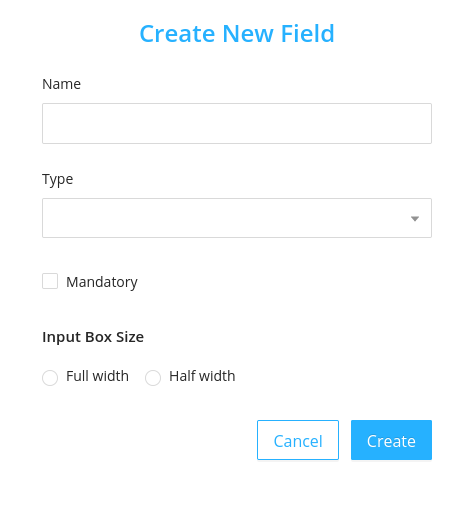 Create New Field
Name
Type
Mandatory
Input Box Size
Full width Half width
Cancel Create